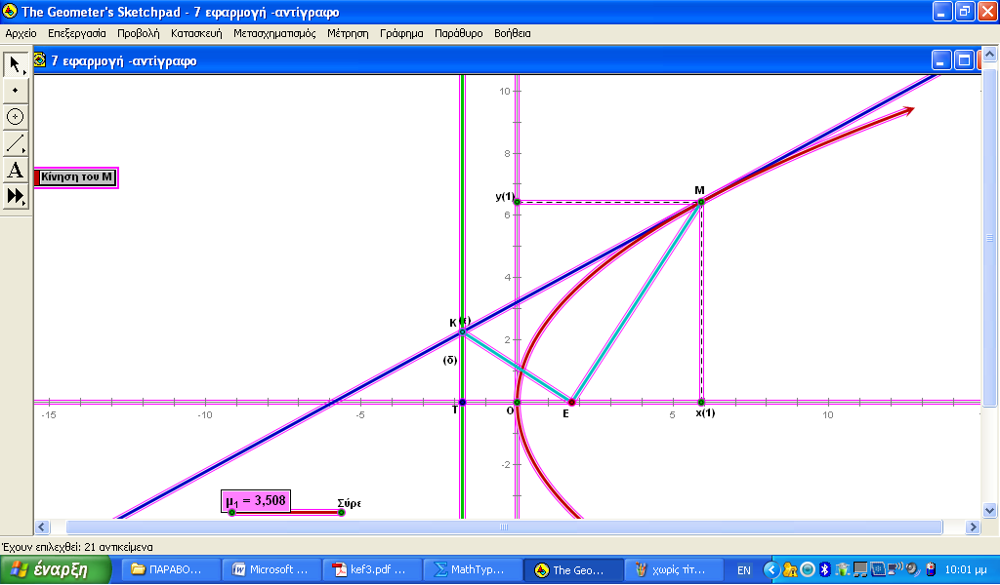 The Geometer's Sketchpad - 7 εφαρμογή -αντίγραφο
Αρχείο Επεξεργασία Προβολή Κατασκευή Μετασχηματισμός Μέτρηση Γράφημα Παράθυρο Βοήθεια
7 εφαρμογή -αντίγραφο
10
Κίνηση του Μ
8
M
y(1)
6
4
K (ε)
2
(δ)
T O E x(1)
-15 -10 -5 5 10
-2
μ1 = 3,508
Σύρε
Έχουν επιλεχθεί: 21 αντικείμενα
έναρξη ΠΑΡΑΒΟ... Microsoft ... kef3.pdf ... MathTyp... The Geo... χωρίς τίτ... EN 10:01 μμ